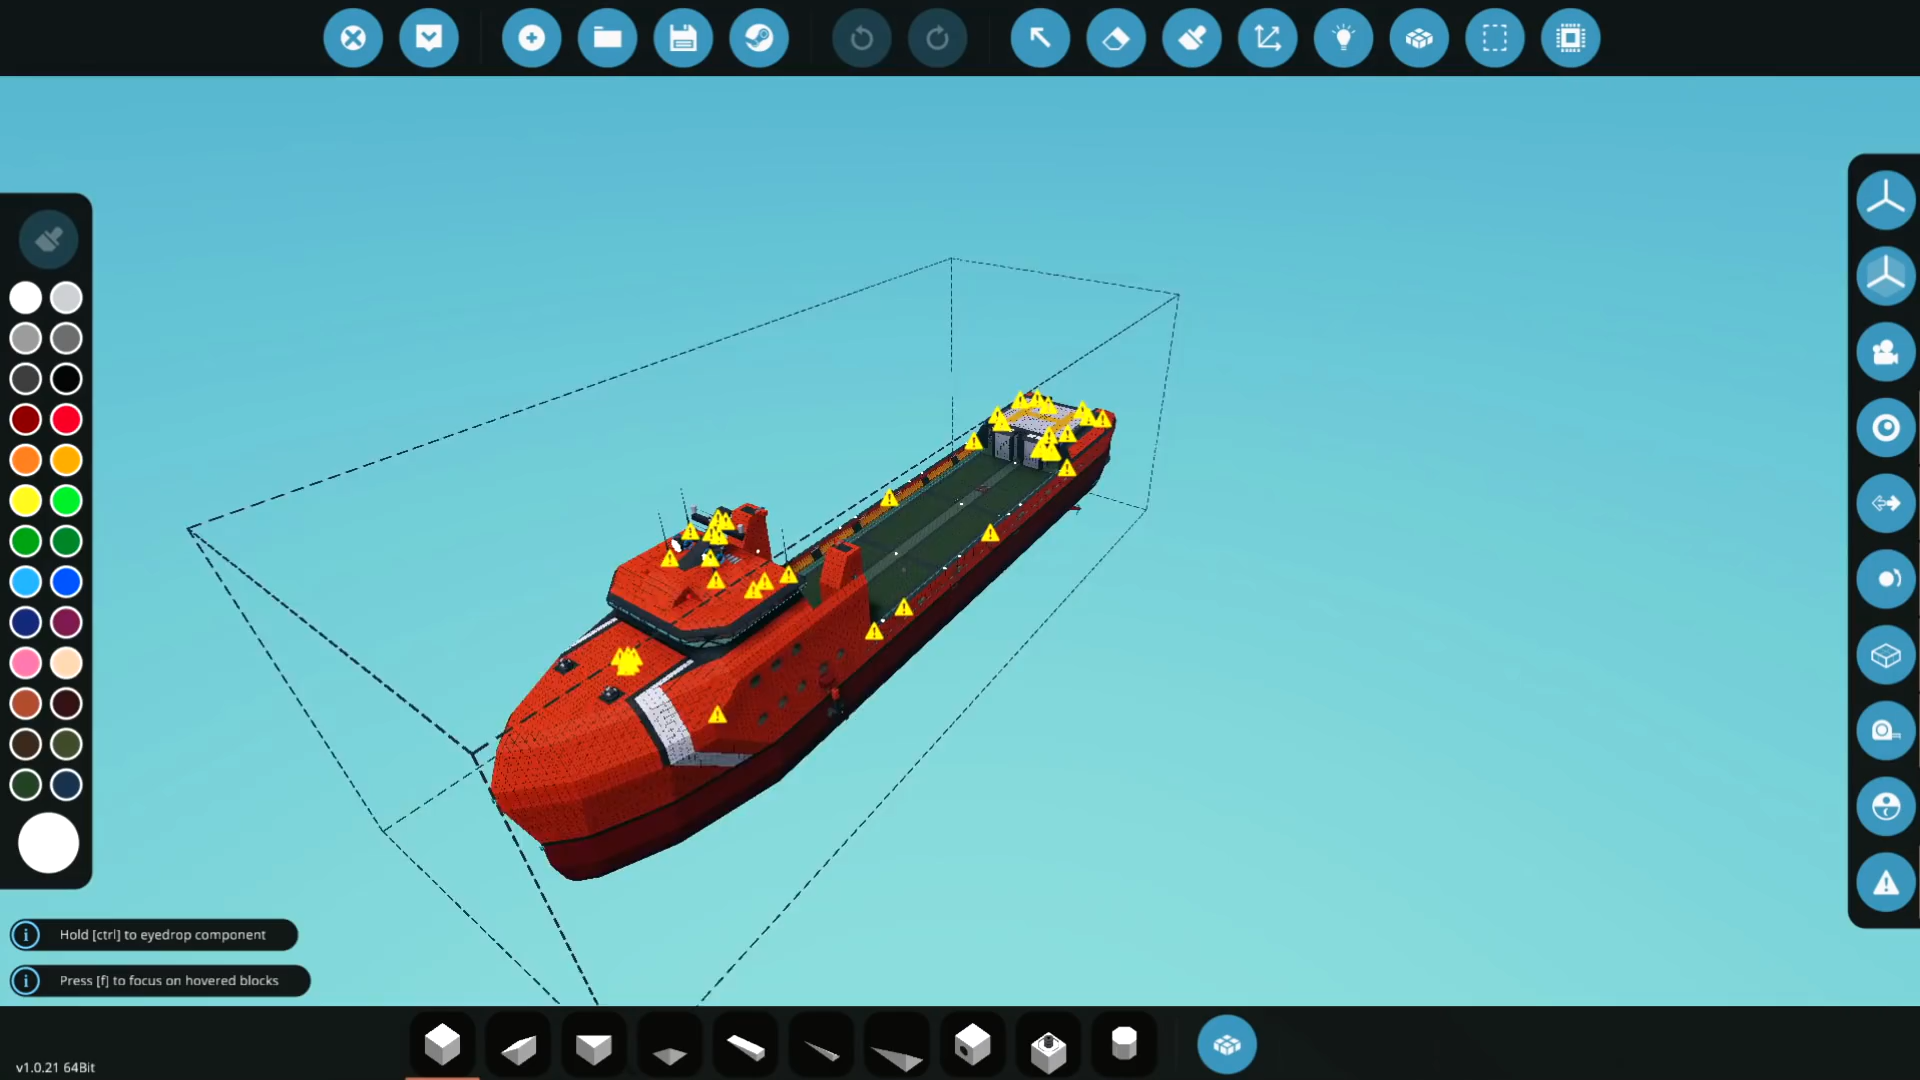 Hold [ctrl] to eyedrop component
Press [f] to focus on hovered blocks
v1.0.21 64Bit